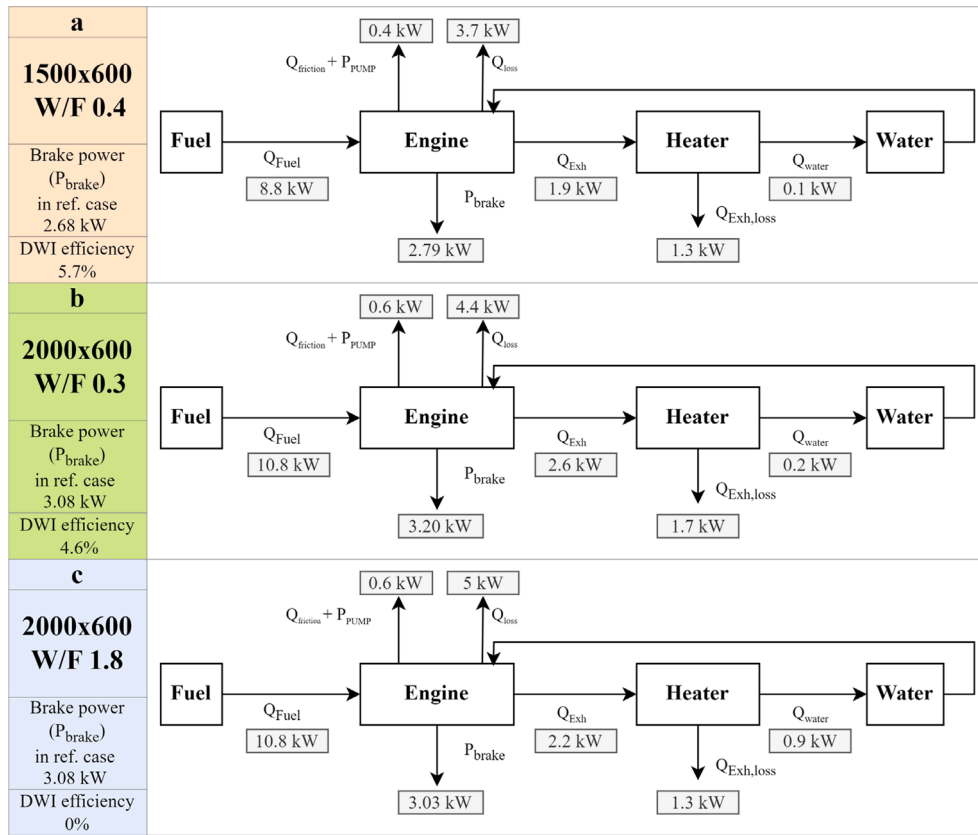 a
1500x600
W/F 0.4
Brake power
(Pbrake)
in ref. case
2.68 kW
DWI efficiency
5.7%
0.4 kW
3.7 kW
Qfriction + PPUMP
Qloss
Fuel
Engine
Heater
Water
QFuel
8.8 kW
QExh
1.9 kW
Qwater
0.1 kW
Pbrake
2.79 kW
QExh,loss
1.3 kW
b
2000x600
W/F 0.3
Brake power
(Pbrake)
in ref. case
3.08 kW
DWI efficiency
4.6%
0.6 kW
4.4 kW
Qfriction + PPUMP
Qloss
Fuel
Engine
Heater
Water
QFuel
10.8 kW
QExh
2.6 kW
Qwater
0.2 kW
Pbrake
3.20 kW
QExh,loss
1.7 kW
c
2000x600
W/F 1.8
Brake power
(Pbrake)
in ref. case
3.08 kW
DWI efficiency
0%
0.6 kW
5 kW
Qfriction + PPUMP
Qloss
Fuel
Engine
Heater
Water
QFuel
10.8 kW
QExh
2.2 kW
Qwater
0.9 kW
Pbrake
3.03 kW
QExh,loss
1.3 kW